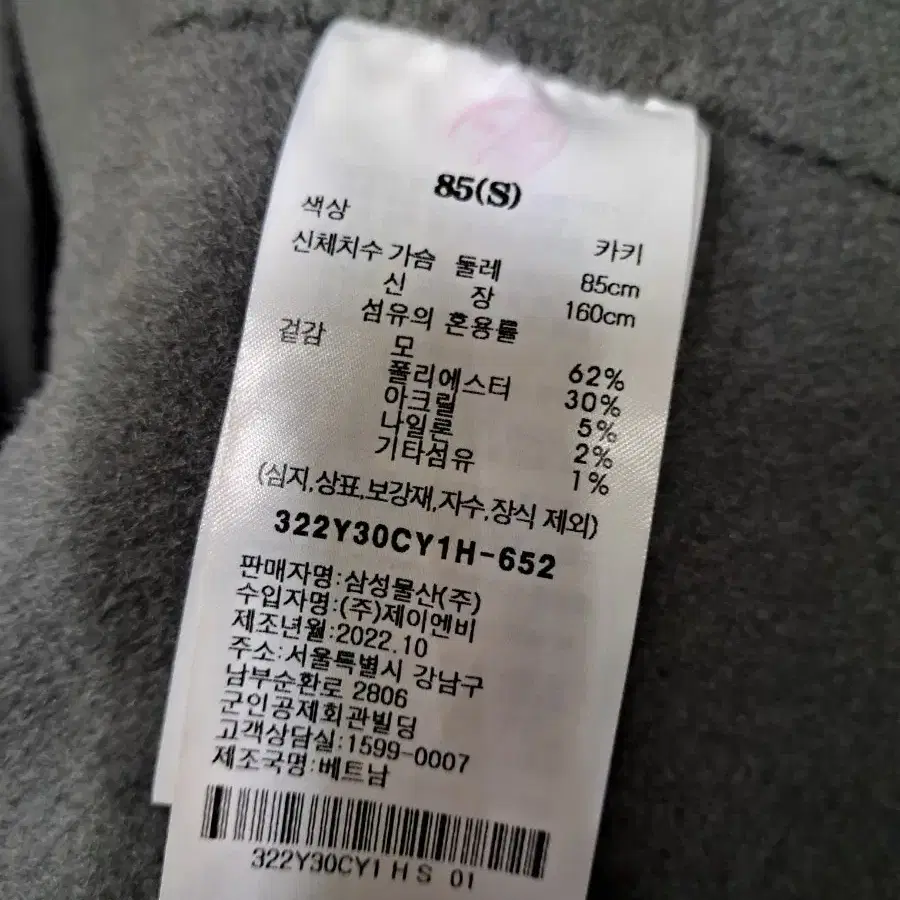 85(S)
색상 카키
신체치수 가슴 둘레 85cm
신 장 160cm
섬유의 혼용률
겉감 모 62%
폴리에스터 30%
아크릴 5%
나일론 2%
기타섬유 1%
(심지,상표,보강재,자수,장식 제외)
322Y30CY1H-652
판매자명:삼성물산(주)
수입자명:(주)제이엔비
제조년월:2022.10
주소:서울특별시 강남구
남부순환로 2806
군인공제회관빌딩
고객상담실:1599-0007
제조국명:베트남
322Y30CY1 H S 01